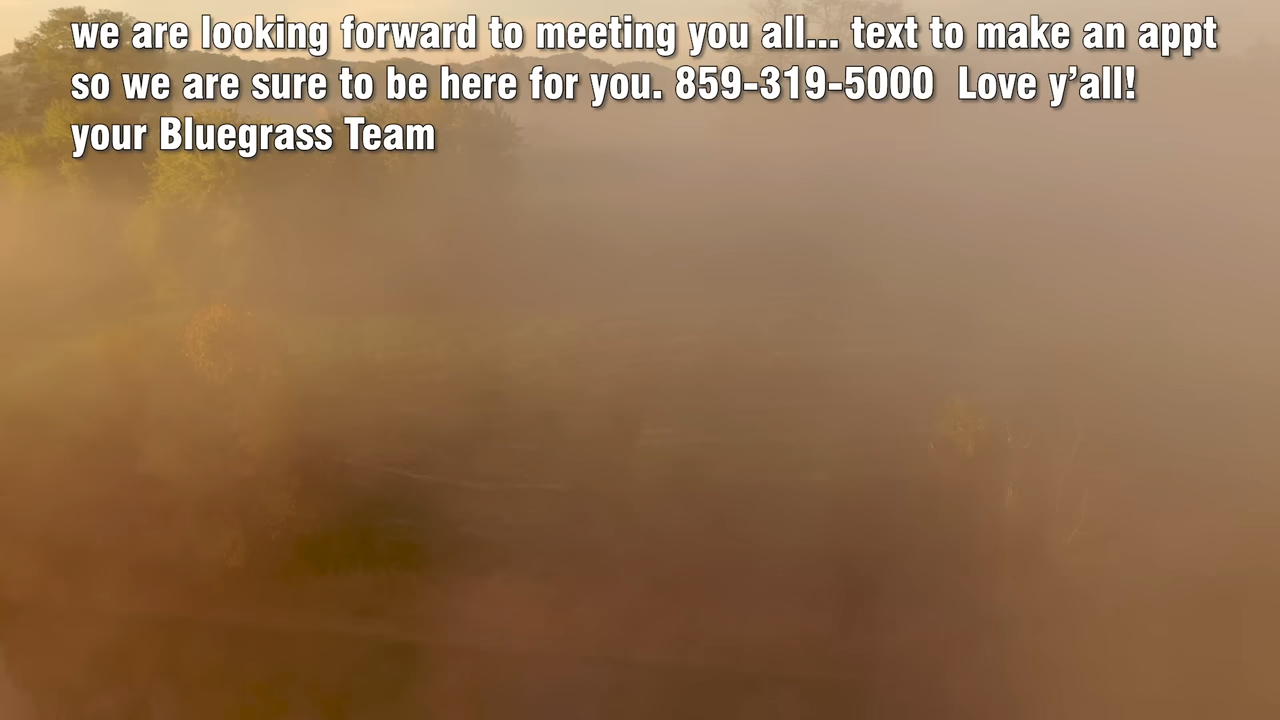 we are looking forward to meeting you all... text to make an appt
so we are sure to be here for you. 859-319-5000  Love y’all!
your Bluegrass Team